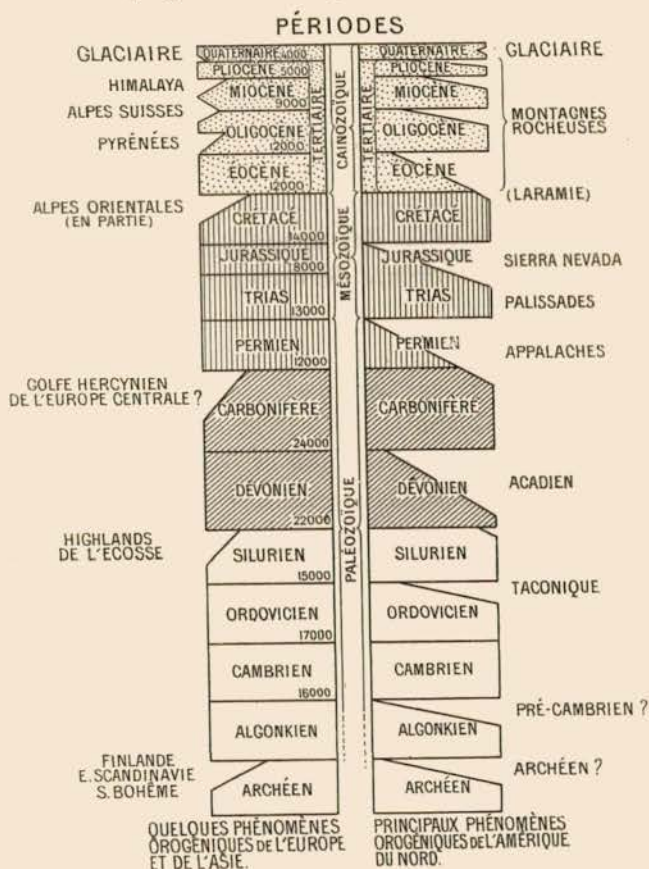 PÉRIODES
GLACIAIRE
QUATERNAIRE 4000
QUATERNAIRE
GLACIAIRE
PLIOCÈNE 5000
PLIOCÈNE
HIMALAYA
MIOCÈNE
9000
MIOCÈNE
ALPES SUISSES
OLIGOCÈNE
12000
OLIGOCÈNE
MONTAGNES
ROCHEUSES
PYRÉNÉES
ÉOCÈNE
12000
ÉOCÈNE
TERTIAIRE
CAINOZOÏQUE
TERTIAIRE
(LARAMIE)
ALPES ORIENTALES
(EN PARTIE)
CRÉTACÉ
14000
CRÉTACÉ
JURASSIQUE
8000
JURASSIQUE
SIERRA NEVADA
MÉSOZOÏQUE
TRIAS
13000
TRIAS
PALISSADES
PERMIEN
12000
PERMIEN
APPALACHES
GOLFE HERCYNIEN
DE L'EUROPE CENTRALE ?
CARBONIFÈRE
24000
CARBONIFÈRE
DÉVONIEN
22000
DÉVONIEN
ACADIEN
PALÉOZOÏQUE
HIGHLANDS
DE L'ECOSSE
SILURIEN
15000
SILURIEN
TACONIQUE
ORDOVICIEN
17000
ORDOVICIEN
CAMBRIEN
16000
CAMBRIEN
PRÉ-CAMBRIEN ?
ALGONKIEN
ALGONKIEN
FINLANDE
E. SCANDINAVIE
S. BOHÊME
ARCHÉEN
ARCHÉEN
ARCHÉEN ?
QUELQUES PHÉNOMÈNES
OROGÉNIQUES DE L'EUROPE
ET DE L'ASIE.
PRINCIPAUX PHÉNOMÈNES
OROGÉNIQUES DE L'AMÉRIQUE
DU NORD.